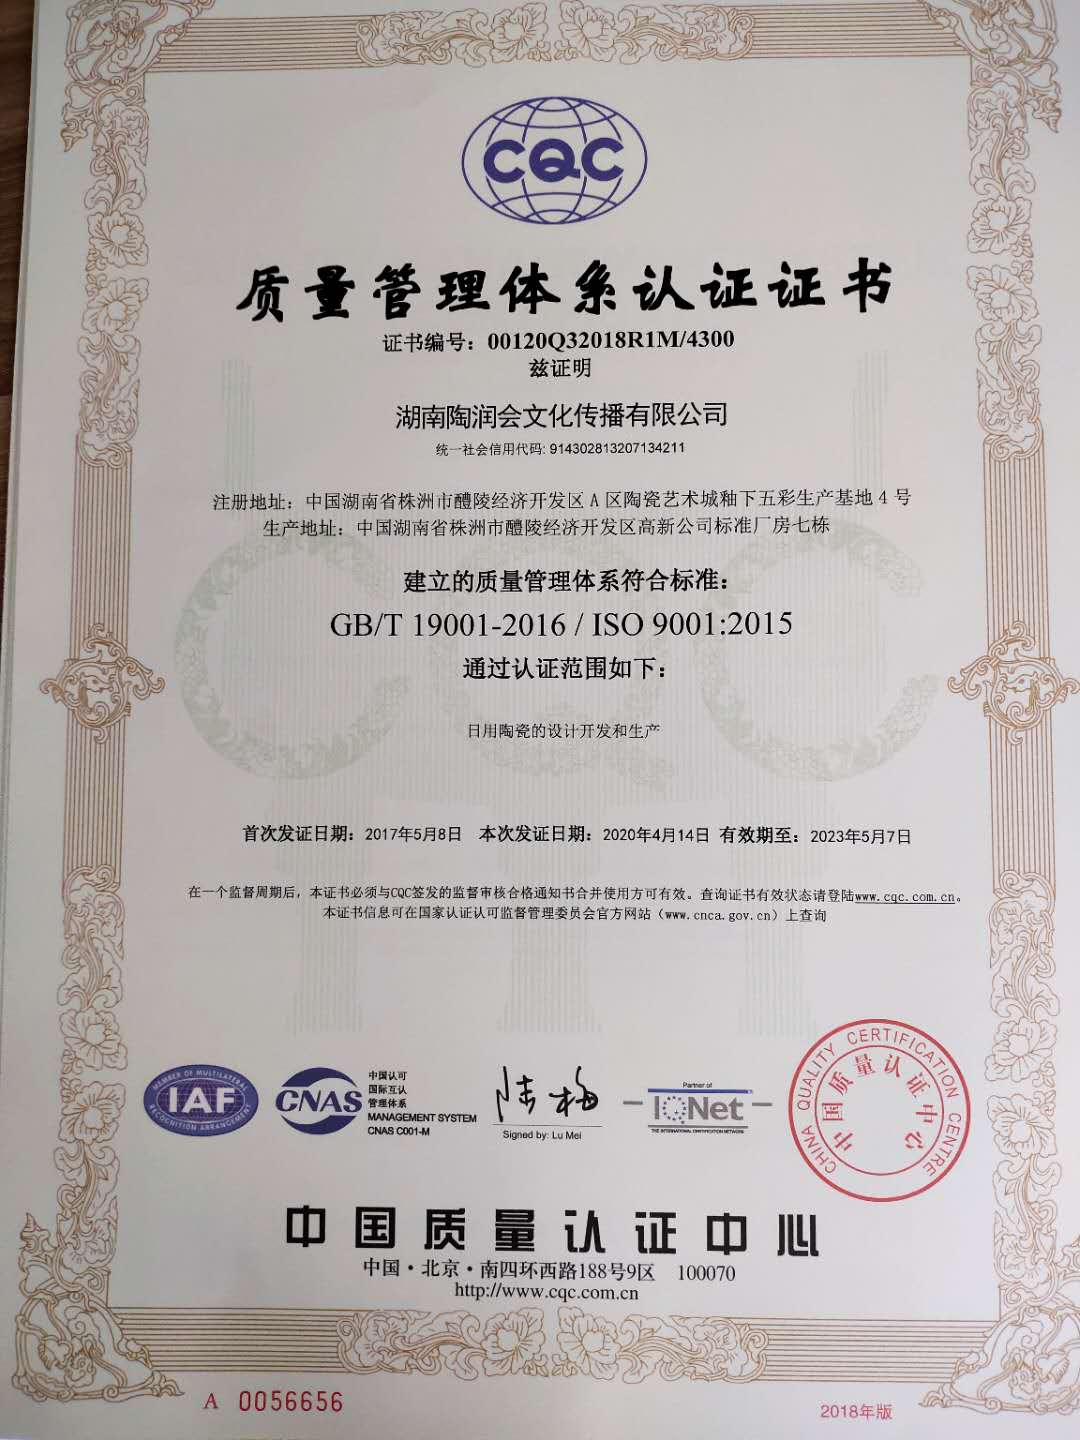 CQC
质量管理体系认证证书
证书编号：00120Q32018R1M/4300
兹证明
湖南陶润会文化传播有限公司
统一社会信用代码: 914302813207134211
注册地址：中国湖南省株洲市醴陵经济开发区 A 区陶瓷艺术城釉下五彩生产基地 4 号
生产地址：中国湖南省株洲市醴陵经济开发区高新公司标准厂房七栋
建立的质量管理体系符合标准：
GB/T 19001-2016 / ISO 9001:2015
通过认证范围如下：
日用陶瓷的设计开发和生产
首次发证日期：2017年5月8日 本次发证日期：2020年4月14日 有效期至：2023年5月7日
在一个监督周期后，本证书必须与CQC签发的监督审核合格通知书合并使用方可有效。查询证书有效状态请登陆www.cqc.com.cn。
本证书信息可在国家认证认可监督管理委员会官方网站（www.cnca.gov.cn）上查询
MEMBER OF MULTILATERAL
IAF
RECOGNITION ARRANGEMENT
CNAS
中国认可
国际互认
管理体系
MANAGEMENT SYSTEM
CNAS C001-M
陆梅
Signed by: Lu Mei
Partner of
IQNet
THE INTERNATIONAL CERTIFICATION NETWORK
CHINA QUALITY CERTIFICATION CENTRE
中国质量认证中心
中国质量认证中心
中国·北京·南四环西路188号9区 100070
http://www.cqc.com.cn
A 0056656
2018年版